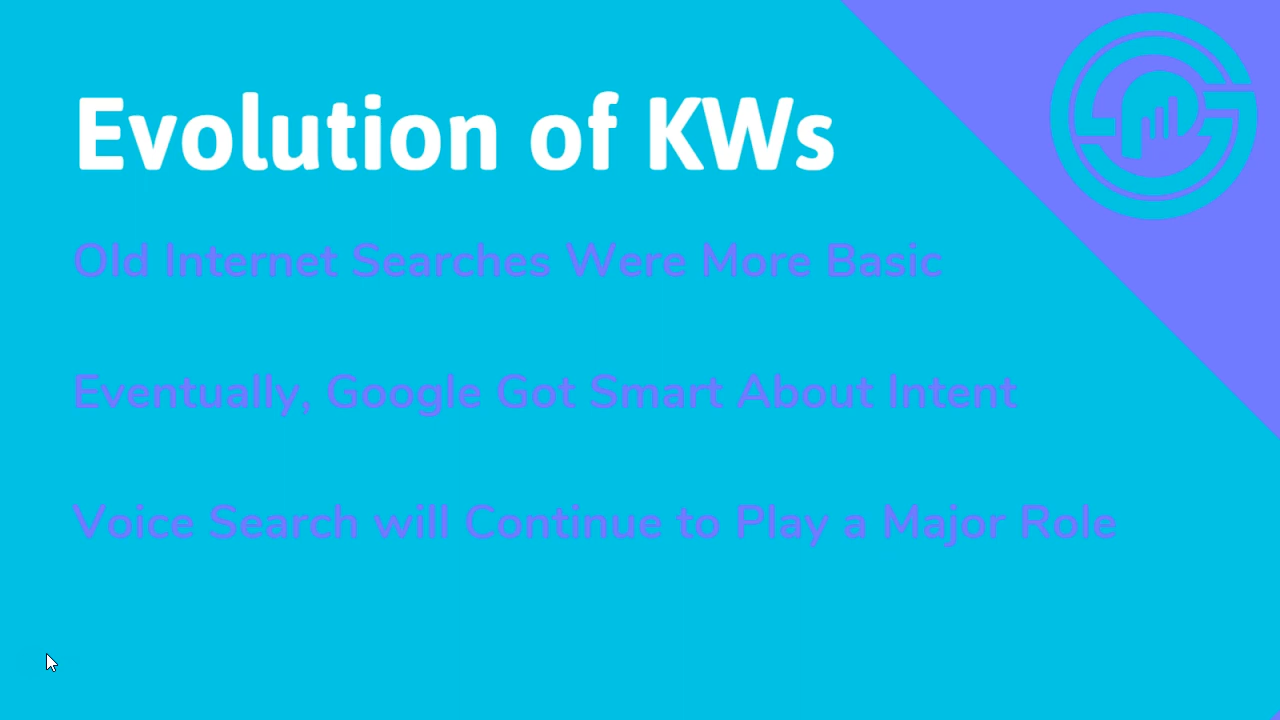 Evolution of KWs
Old Internet Searches Were More Basic
Eventually, Google Got Smart About Intent
Voice Search will Continue to Play a Major Role